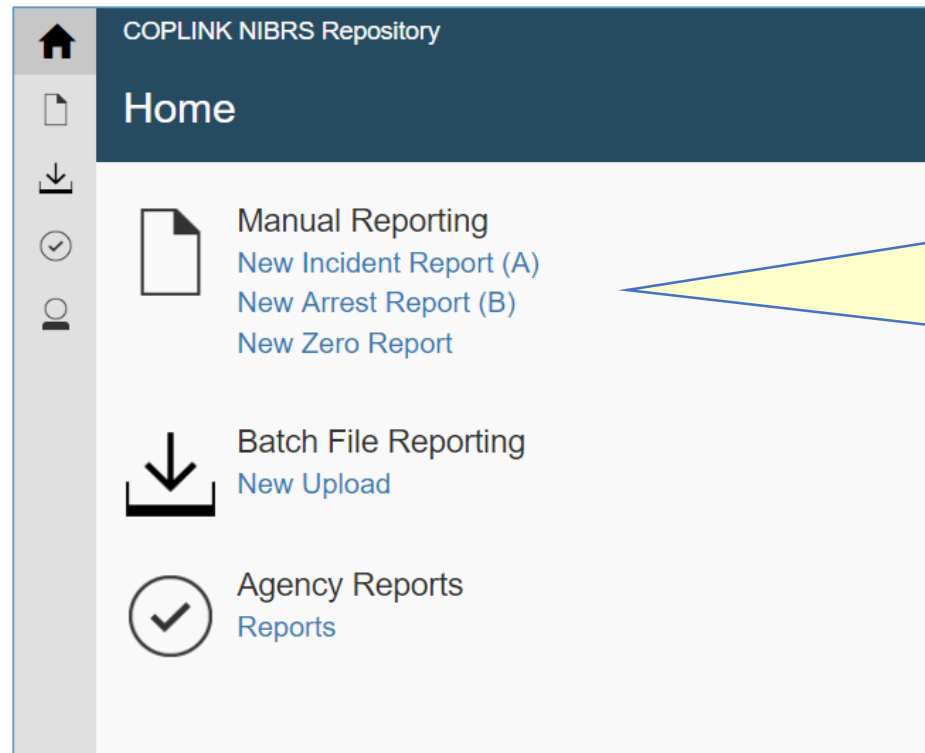 COPLINK NIBRS Repository
Home
Manual Reporting
New Incident Report (A)
New Arrest Report (B)
New Zero Report
Batch File Reporting
New Upload
Agency Reports
Reports